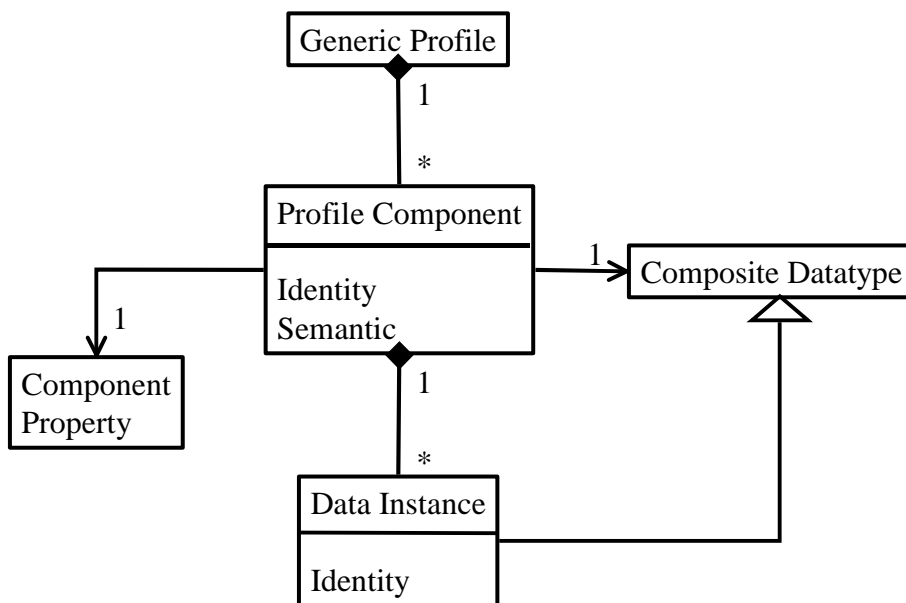 Generic Profile
1
*
Profile Component
Identity
Semantic
1
Composite Datatype
1
Component
Property
1
*
Data Instance
Identity